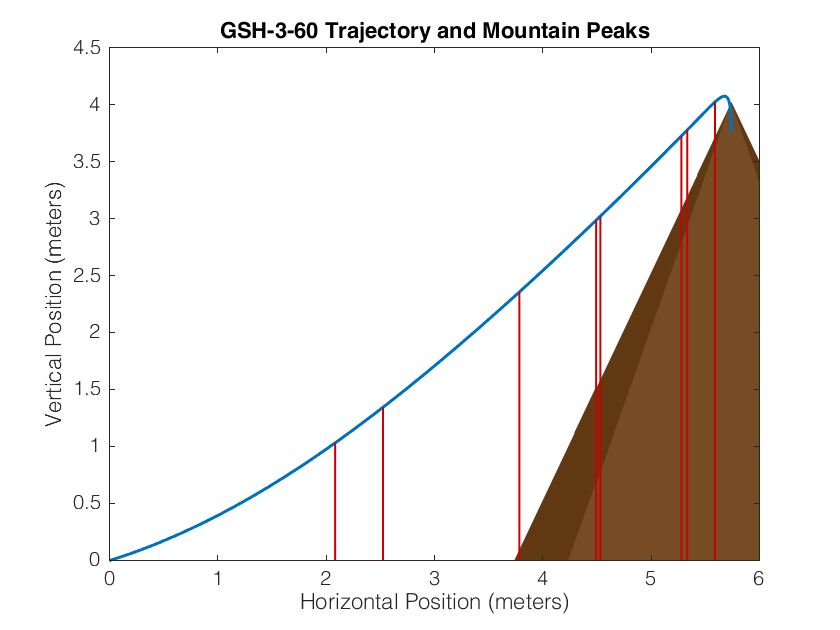 GSH-3-60 Trajectory and Mountain Peaks
4.5
4
3.5
3
2.5
2
1.5
1
0.5
0
Vertical Position (meters)
0 1 2 3 4 5 6
Horizontal Position (meters)